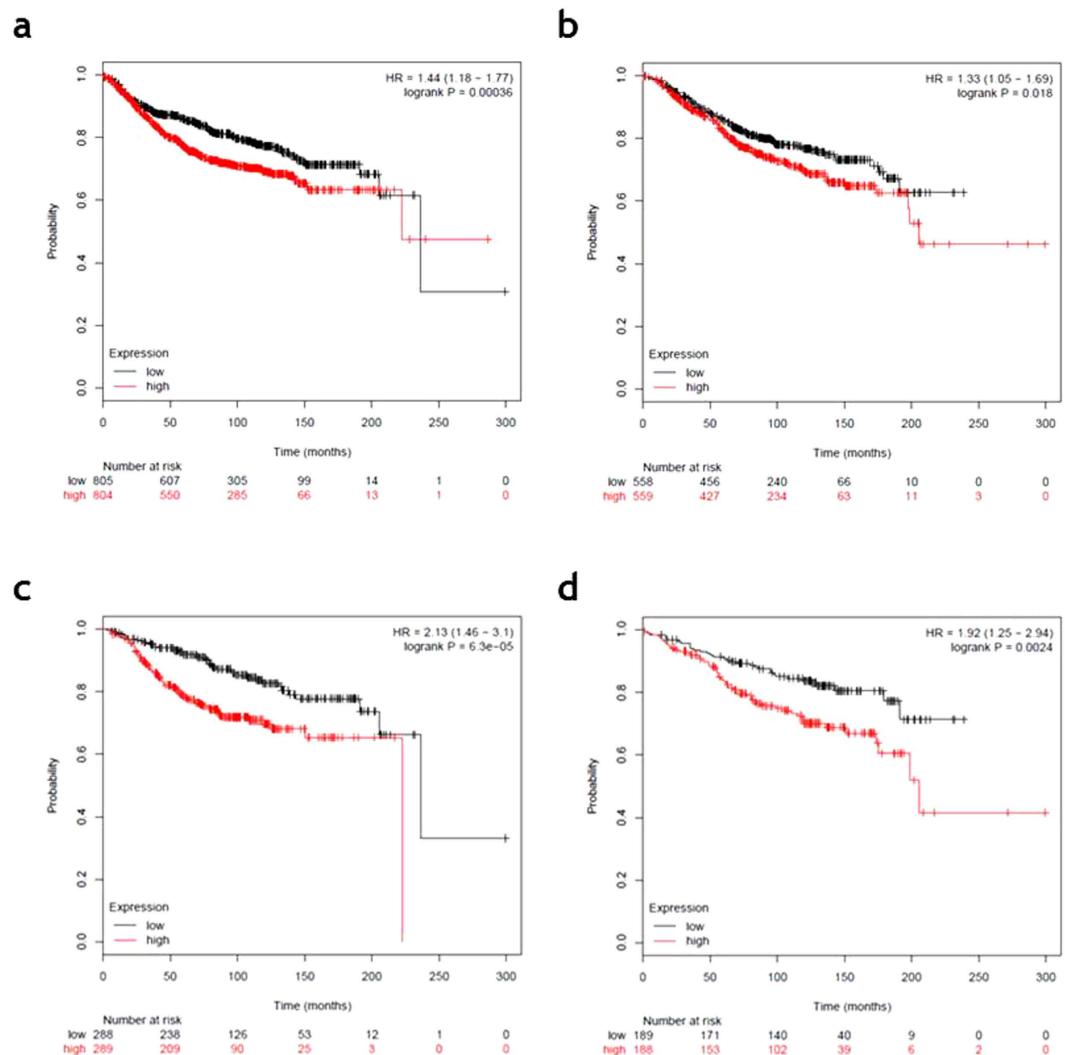 a
HR = 1.44 (1.18 − 1.77)
logrank P = 0.00036
Probability
1.0
0.8
0.6
0.4
0.2
0.0
Expression
low
high
0 50 100 150 200 250 300
Time (months)
Number at risk
low 805 607 305 99 14 1 0
high 804 550 285 66 13 1 0
b
HR = 1.33 (1.05 − 1.69)
logrank P = 0.018
Probability
1.0
0.8
0.6
0.4
0.2
0.0
Expression
low
high
0 50 100 150 200 250 300
Time (months)
Number at risk
low 558 456 240 66 10 0 0
high 559 427 234 63 11 3 0
c
HR = 2.13 (1.46 − 3.1)
logrank P = 6.3e−05
Probability
1.0
0.8
0.6
0.4
0.2
0.0
Expression
low
high
0 50 100 150 200 250 300
Time (months)
Number at risk
low 288 238 126 53 12 1 0
high 289 209 90 25 3 0 0
d
HR = 1.92 (1.25 − 2.94)
logrank P = 0.0024
Probability
1.0
0.8
0.6
0.4
0.2
0.0
Expression
low
high
0 50 100 150 200 250 300
Time (months)
Number at risk
low 189 171 140 40 9 0 0
high 188 153 102 39 6 2 0